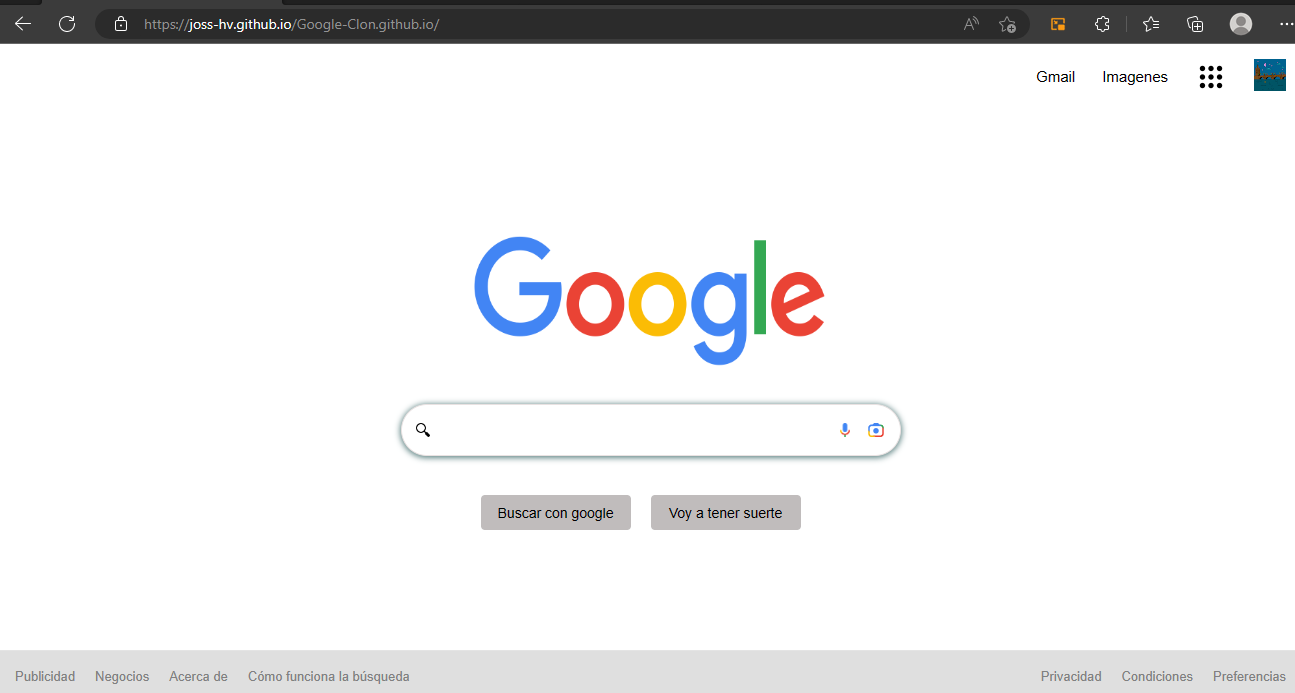 https://joss-hv.github.io/Google-Clon.github.io/
Gmail Imagenes
Google
Buscar con google Voy a tener suerte
Publicidad Negocios Acerca de Cómo funciona la búsqueda Privacidad Condiciones Preferencias